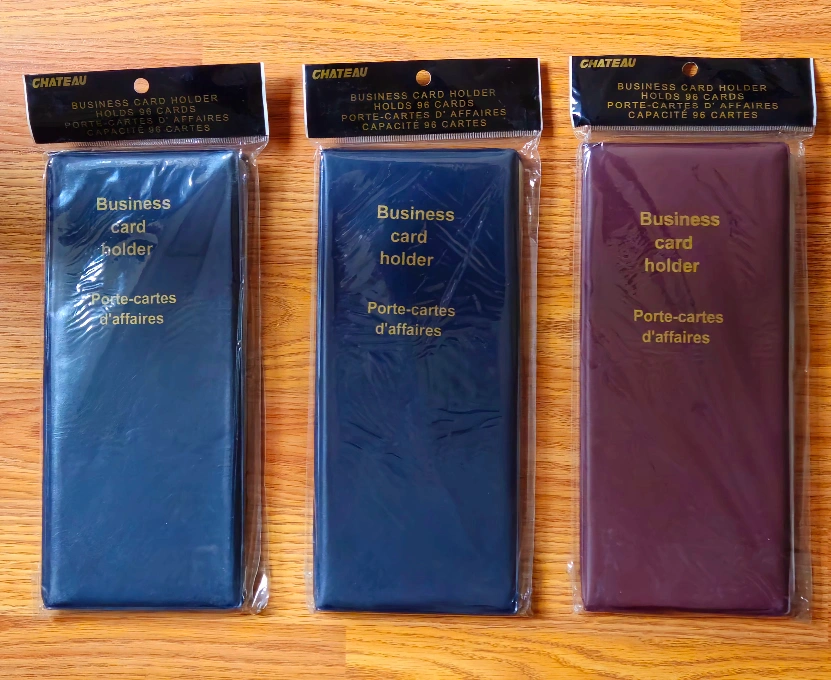 CHATEAU
BUSINESS CARD HOLDER
HOLDS 96 CARDS
PORTE-CARTES D' AFFAIRES
CAPACITÉ 96 CARTES
Business
card
holder
Porte-cartes
d'affaires
CHATEAU
BUSINESS CARD HOLDER
HOLDS 96 CARDS
PORTE-CARTES D' AFFAIRES
CAPACITÉ 96 CARTES
Business
card
holder
Porte-cartes
d'affaires
CHATEAU
BUSINESS CARD HOLDER
HOLDS 96 CARDS
PORTE-CARTES D' AFFAIRES
CAPACITÉ 96 CARTES
Business
card
holder
Porte-cartes
d'affaires